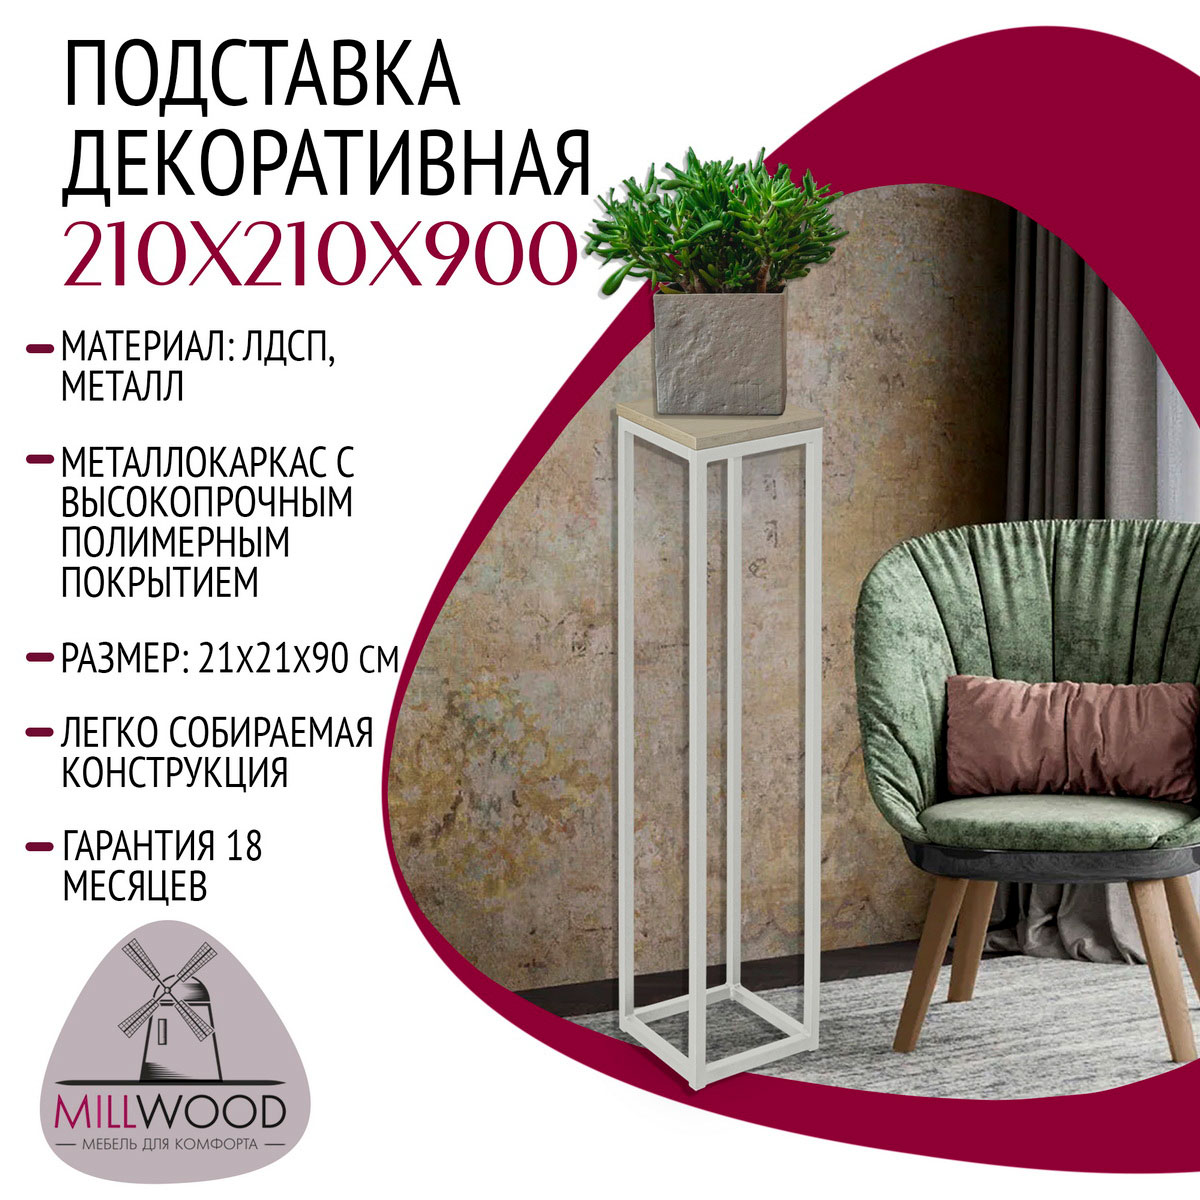 ПОДСТАВКА
ДЕКОРАТИВНАЯ
210X210X900
МАТЕРИАЛ: ЛДСП,
МЕТАЛЛ
МЕТАЛЛОКАРКАС С
ВЫСОКОПРОЧНЫМ
ПОЛИМЕРНЫМ
ПОКРЫТИЕМ
РАЗМЕР: 21х21х90 см
ЛЕГКО СОБИРАЕМАЯ
КОНСТРУКЦИЯ
ГАРАНТИЯ 18
МЕСЯЦЕВ
MILLWOOD
МЕБЕЛЬ ДЛЯ КОМФОРТА